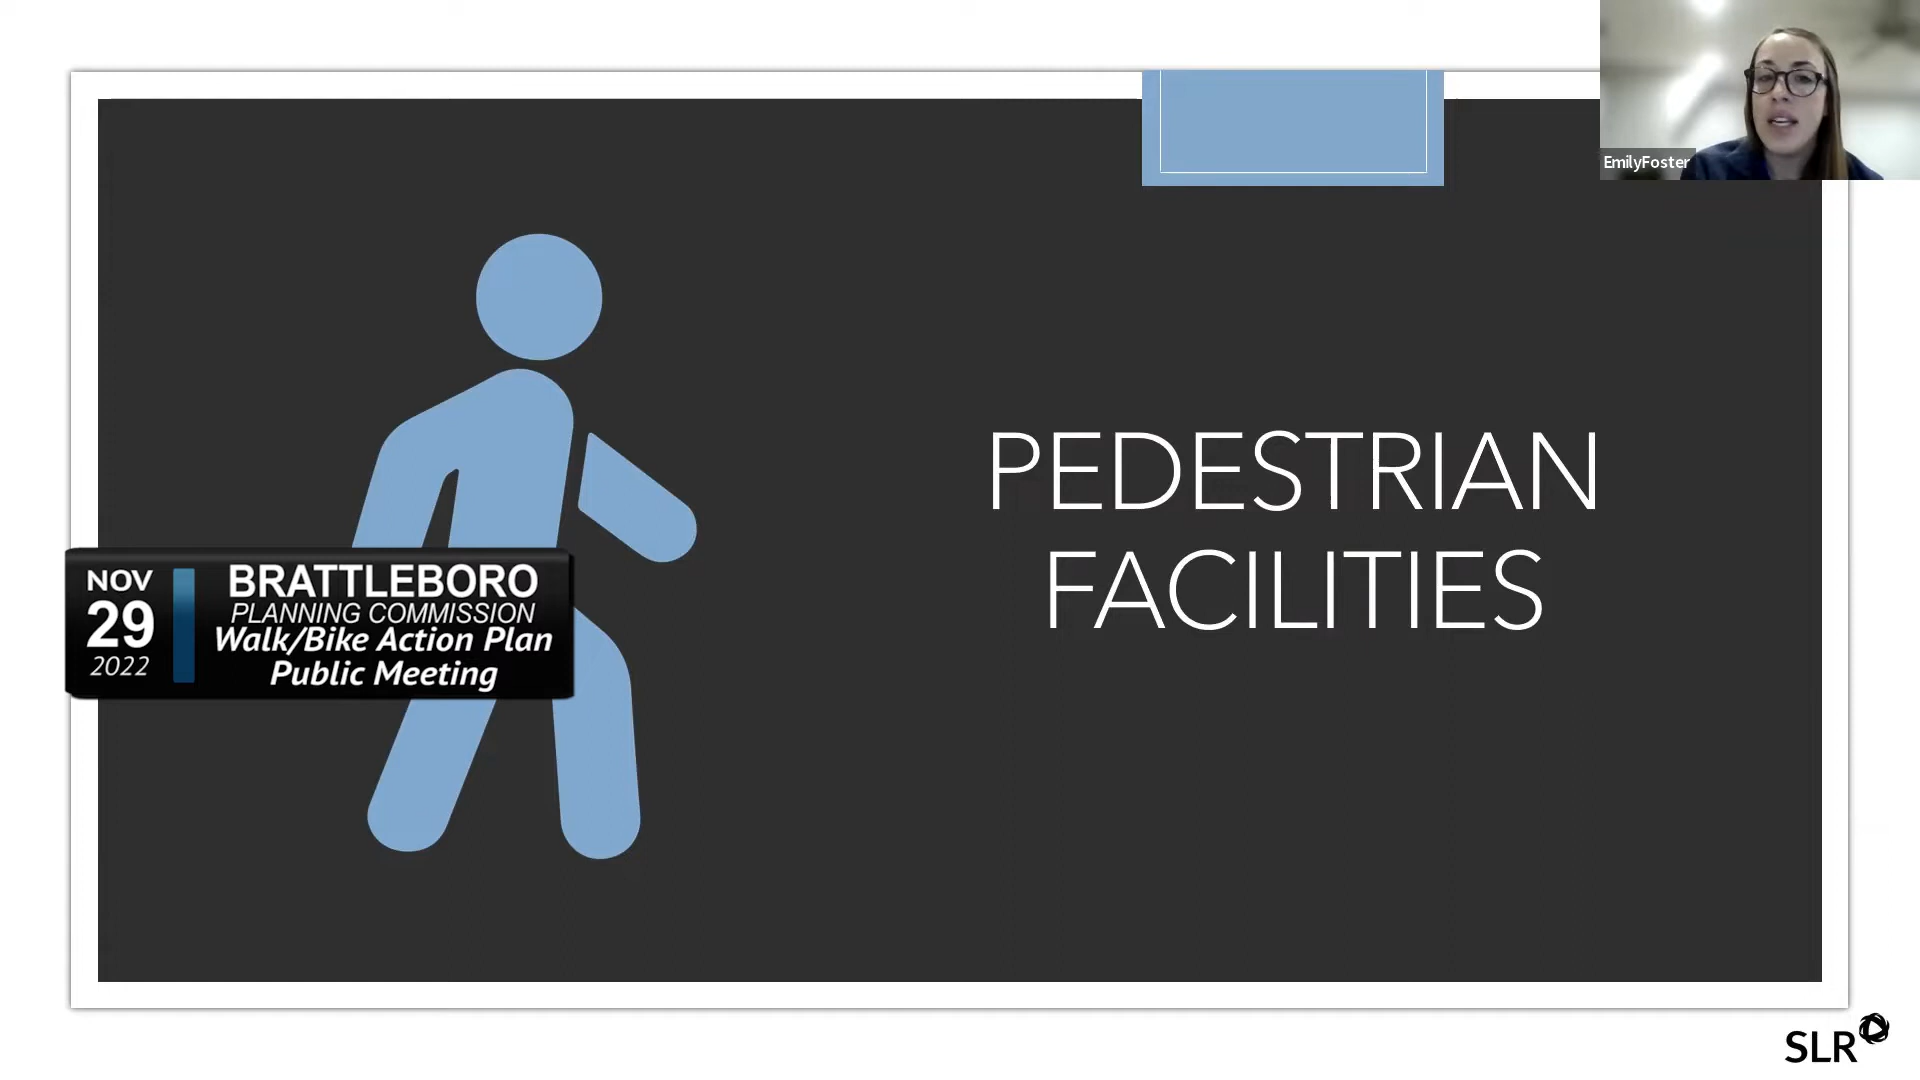 EmilyFoster
PEDESTRIAN
FACILITIES
NOV
29
2022
BRATTLEBORO
PLANNING COMMISSION
Walk/Bike Action Plan
Public Meeting
SLR